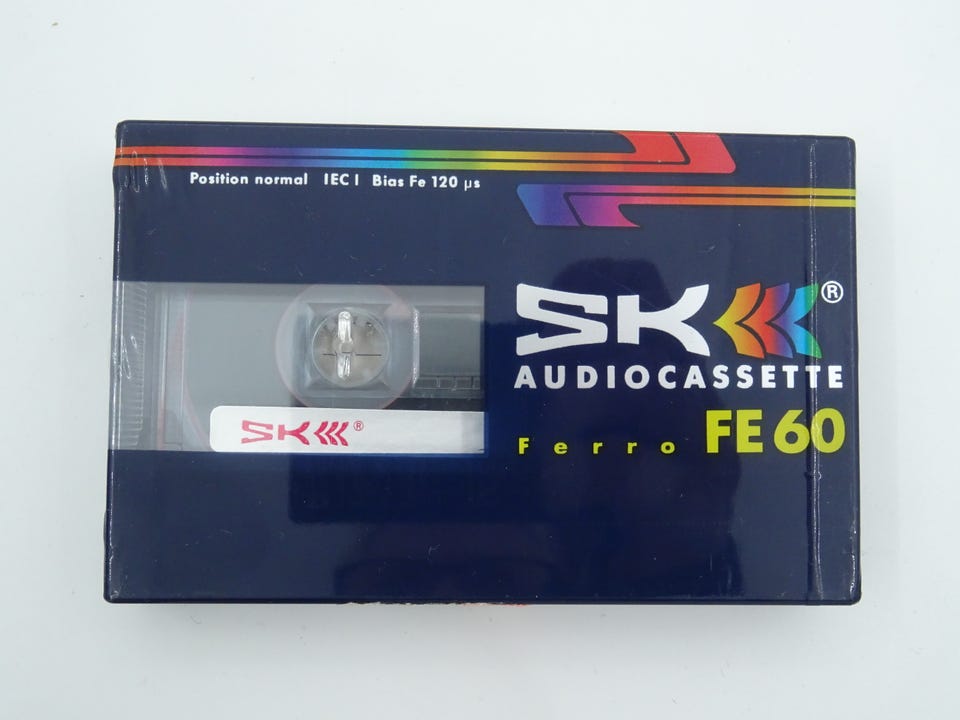 Position normal IEC I Bias Fe 120 µs
SK®
AUDIOCASSETTE
Ferro FE 60
SK®